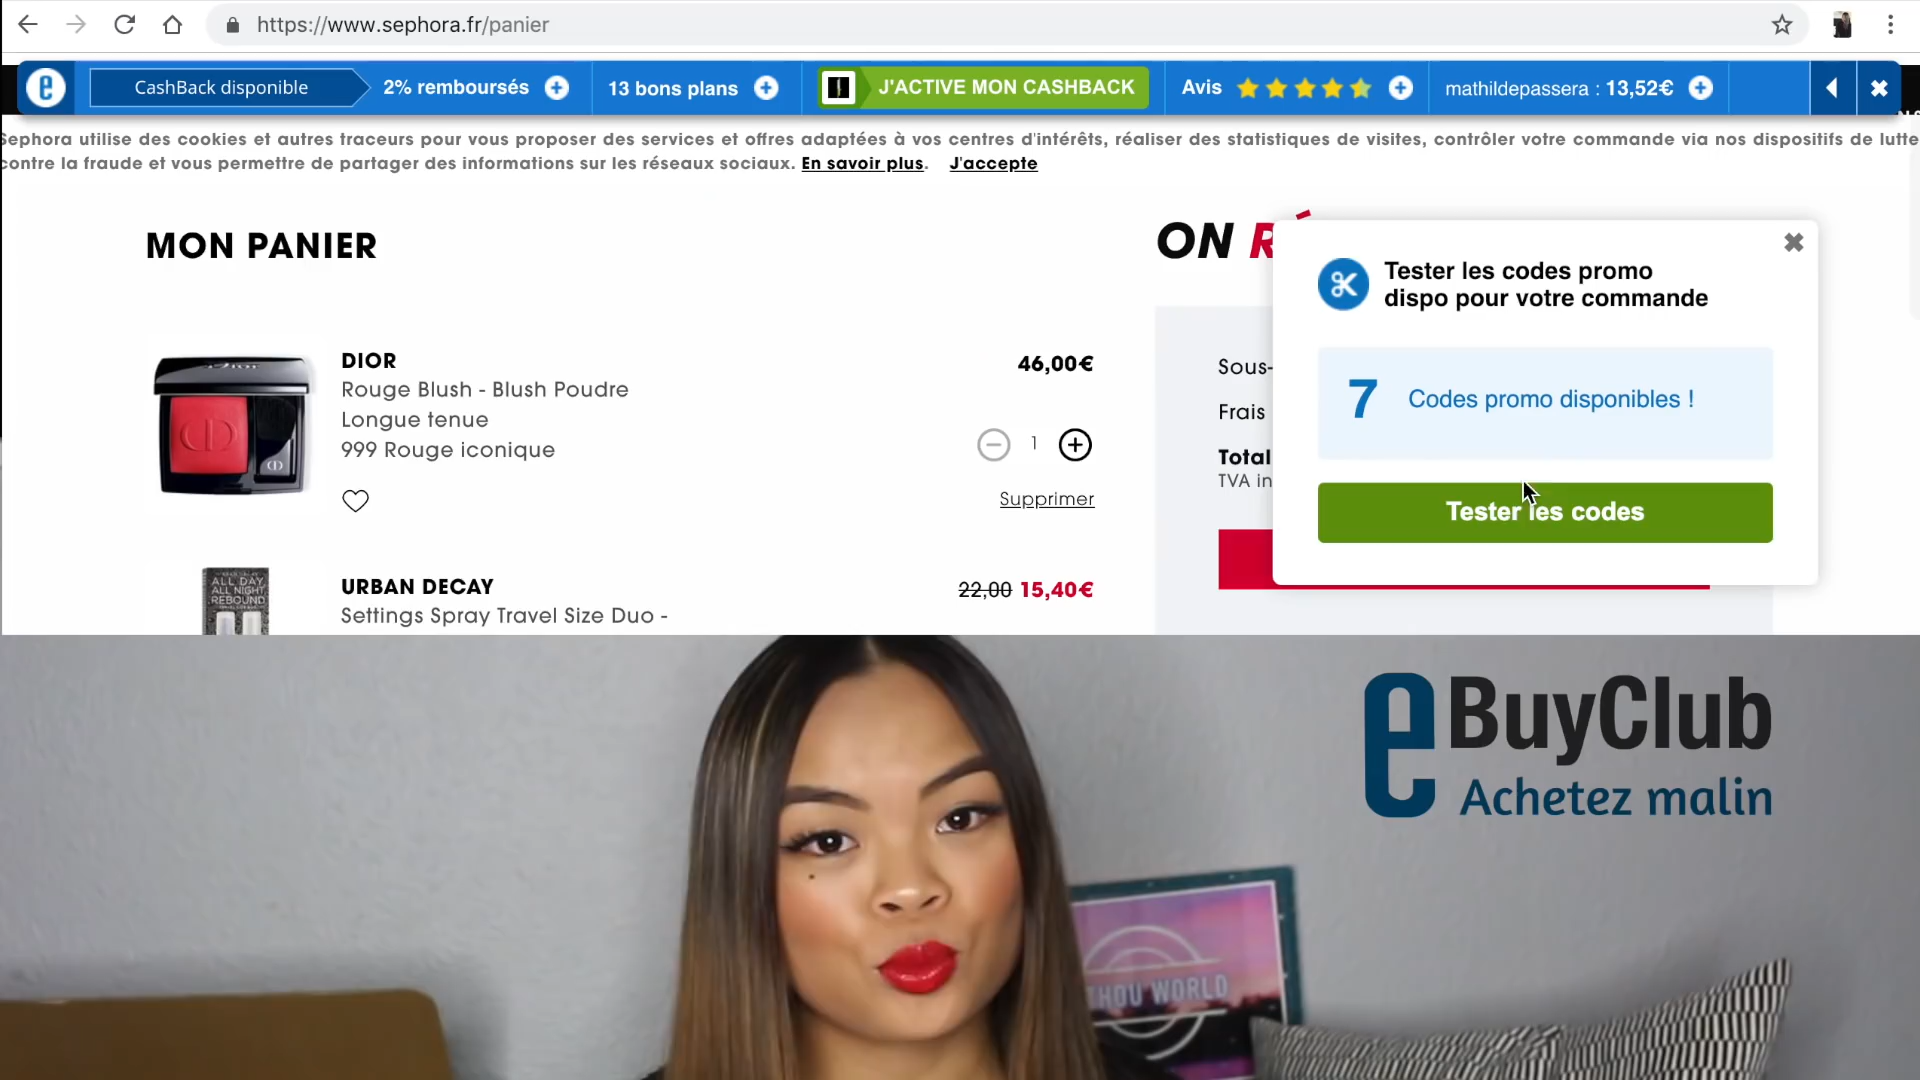 https://www.sephora.fr/panier
e CashBack disponible 2% remboursés 13 bons plans J'ACTIVE MON CASHBACK Avis mathildepassera : 13,52€
Sephora utilise des cookies et autres traceurs pour vous proposer des services et offres adaptées à vos centres d'intérêts, réaliser des statistiques de visites, contrôler votre commande via nos dispositifs de lutte
contre la fraude et vous permettre de partager des informations sur les réseaux sociaux. En savoir plus. J'accepte
MON PANIER
DIOR
46,00€
Rouge Blush - Blush Poudre
Longue tenue
999 Rouge iconique
1
Supprimer
Dior
URBAN DECAY
22,00 15,40€
Settings Spray Travel Size Duo -
ALL DAY
ALL NIGHT
REBOUND
ON RÉ
Sous-
Frais
Total
TVA in
Tester les codes promo
dispo pour votre commande
7 Codes promo disponibles !
Tester les codes
eBuyClub
Achetez malin
THOU WORLD